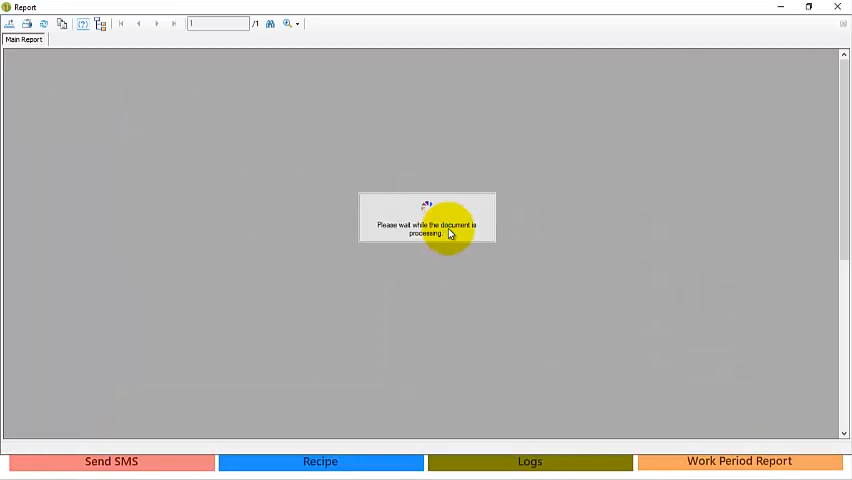 Report
1 /1
Main Report
Please wait while the document is
processing.
Send SMS Recipe Logs Work Period Report